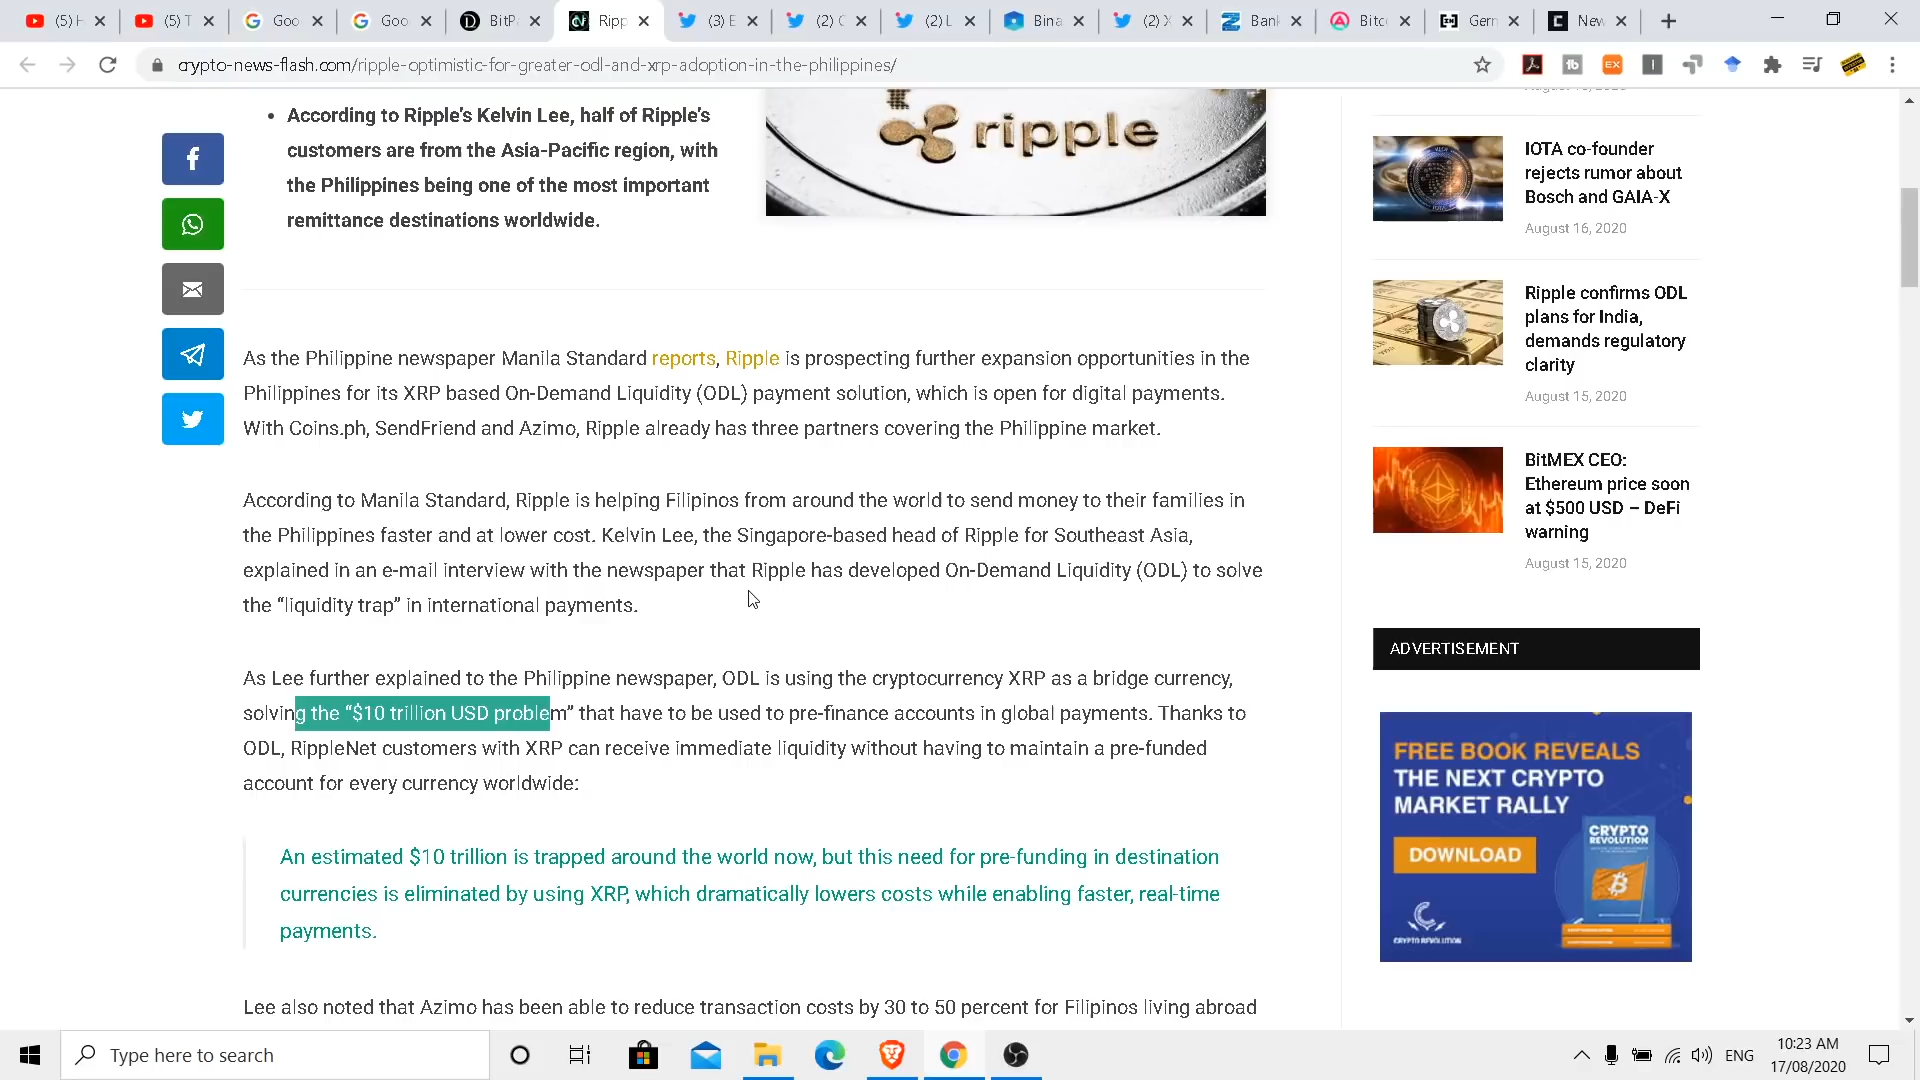 (5) H
(5) T
Goo
Goo
BitP
Ripp
(3) E
(2) C
(2) L
Bina
(2) X
Bank
Bitc
Gern
New
crypto-news-flash.com/ripple-optimistic-for-greater-odl-and-xrp-adoption-in-the-philippines/
• According to Ripple's Kelvin Lee, half of Ripple's
customers are from the Asia-Pacific region, with
the Philippines being one of the most important
remittance destinations worldwide.
ripple
As the Philippine newspaper Manila Standard reports, Ripple is prospecting further expansion opportunities in the
Philippines for its XRP based On-Demand Liquidity (ODL) payment solution, which is open for digital payments.
With Coins.ph, SendFriend and Azimo, Ripple already has three partners covering the Philippine market.
According to Manila Standard, Ripple is helping Filipinos from around the world to send money to their families in
the Philippines faster and at lower cost. Kelvin Lee, the Singapore-based head of Ripple for Southeast Asia,
explained in an e-mail interview with the newspaper that Ripple has developed On-Demand Liquidity (ODL) to solve
the “liquidity trap” in international payments.
As Lee further explained to the Philippine newspaper, ODL is using the cryptocurrency XRP as a bridge currency,
solving the “$10 trillion USD problem” that have to be used to pre-finance accounts in global payments. Thanks to
ODL, RippleNet customers with XRP can receive immediate liquidity without having to maintain a pre-funded
account for every currency worldwide:
An estimated $10 trillion is trapped around the world now, but this need for pre-funding in destination
currencies is eliminated by using XRP, which dramatically lowers costs while enabling faster, real-time
payments.
Lee also noted that Azimo has been able to reduce transaction costs by 30 to 50 percent for Filipinos living abroad
IOTA co-founder
rejects rumor about
Bosch and GAIA-X
August 16, 2020
Ripple confirms ODL
plans for India,
demands regulatory
clarity
August 15, 2020
BitMEX CEO:
Ethereum price soon
at $500 USD – DeFi
warning
August 15, 2020
ADVERTISEMENT
FREE BOOK REVEALS
THE NEXT CRYPTO
MARKET RALLY
DOWNLOAD
CRYPTO
REVOLUTION
CRYPTO REVOLUTION
Type here to search
ENG
10:23 AM
17/08/2020